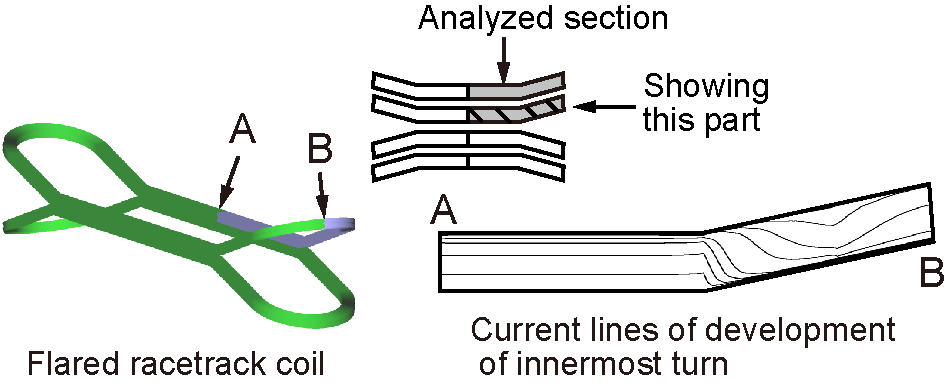 Analyzed section
Showing
this part
A
B
A
B
Flared racetrack coil
Current lines of development
of innermost turn